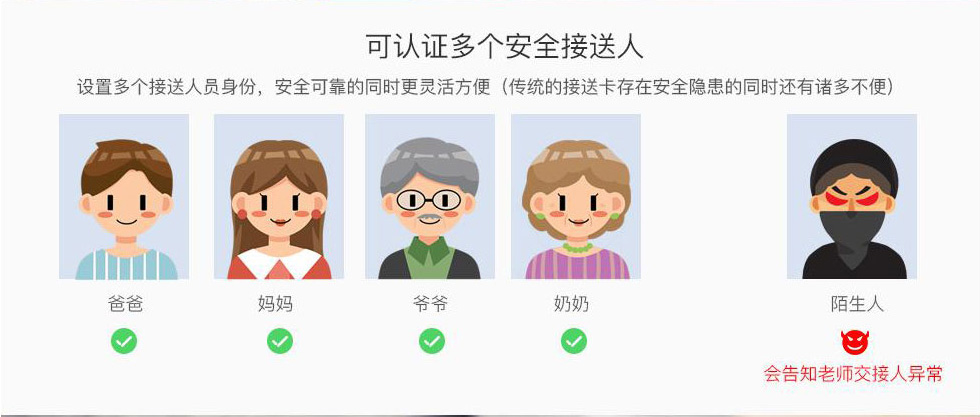 可认证多个安全接送人
设置多个接送人员身份，安全可靠的同时更灵活方便（传统的接送卡存在安全隐患的同时还有诸多不便）
爸爸
妈妈
爷爷
奶奶
陌生人
会告知老师交接人异常